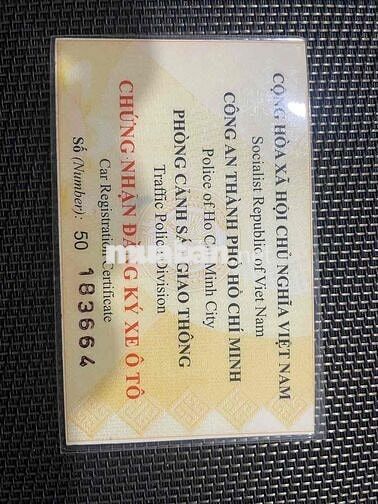 CỘNG HÒA XÃ HỘI CHỦ NGHĨA VIỆT NAM
Socialist Republic of Viet Nam
CÔNG AN THÀNH PHỐ HỒ CHÍ MINH
Police of Ho Chi Minh City
PHÒNG CẢNH SÁT GIAO THÔNG
Traffic Police Division
CHỨNG NHẬN ĐĂNG KÝ XE Ô TÔ
Car Registration Certificate
Số (Number): 50 183664